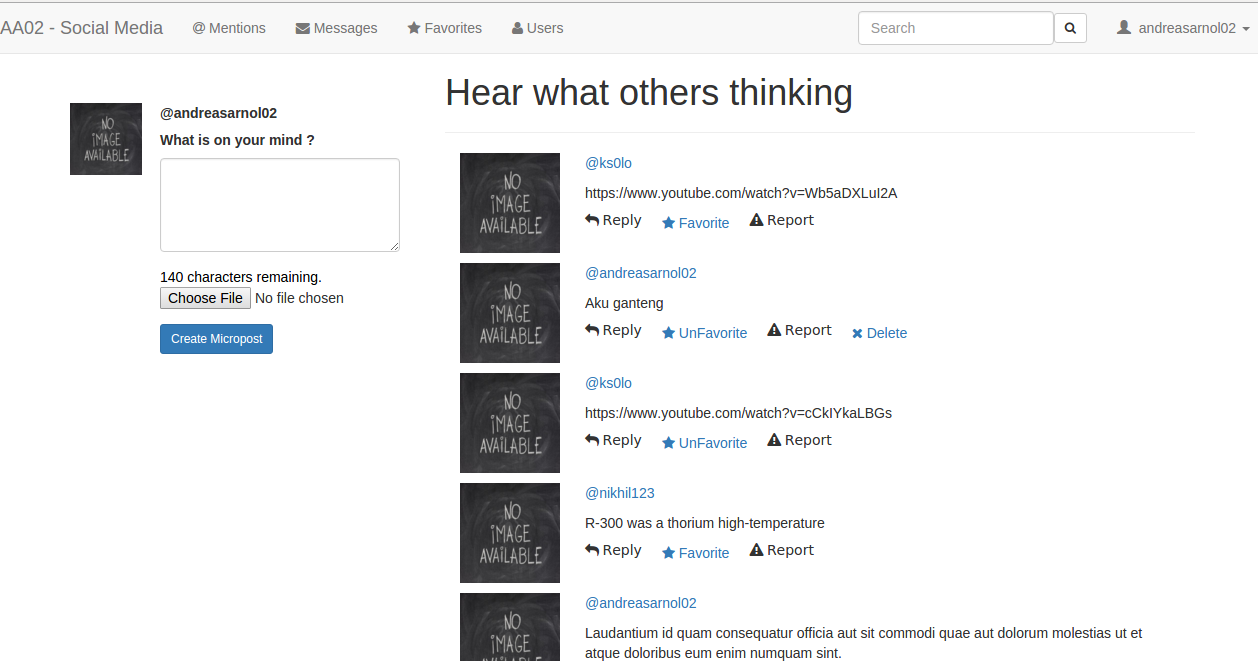 AA02 - Social Media @ Mentions Messages Favorites Users Search andreasarnol02
Hear what others thinking
NO
IMAGE
AVAILABLE
@andreasarnol02
What is on your mind ?
140 characters remaining.
Choose File No file chosen
Create Micropost
NO
IMAGE
AVAILABLE
@ks0lo
https://www.youtube.com/watch?v=Wb5aDXLuI2A
Reply Favorite Report
NO
IMAGE
AVAILABLE
@andreasarnol02
Aku ganteng
Reply UnFavorite Report Delete
NO
IMAGE
AVAILABLE
@ks0lo
https://www.youtube.com/watch?v=cCkIYkaLBGs
Reply UnFavorite Report
NO
IMAGE
AVAILABLE
@nikhil123
R-300 was a thorium high-temperature
Reply Favorite Report
NO
IMAGE
AVAILABLE
@andreasarnol02
Laudantium id quam consequatur officia aut sit commodi quae aut dolorum molestias ut et
atque doloribus eum enim numquam sint.